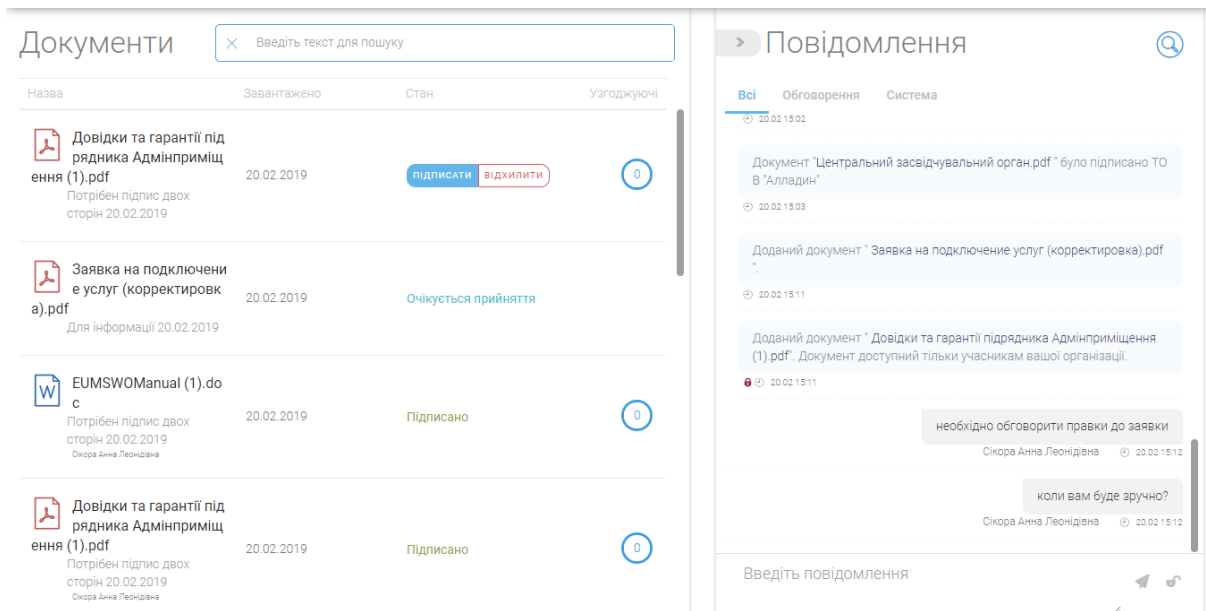 Документи
Введіть текст для пошуку
Назва Завантажено Стан Узгоджуючі
Довідки та гарантії під
рядника Адмінприміщ
ення (1).pdf
Потрібен підпис двох
сторін 20.02.2019
20.02.2019
ПІДПИСАТИ ВІДХИЛИТИ
0
Заявка на подключени
е услуг (корректировк
а).pdf
Для інформації 20.02.2019
20.02.2019
Очікується прийняття
EUMSWOManual (1).do
c
Потрібен підпис двох
сторін 20.02.2019
Сікора Анна Леонідівна
20.02.2019
Підписано
0
Довідки та гарантії під
рядника Адмінприміщ
ення (1).pdf
Потрібен підпис двох
сторін 20.02.2019
Сікора Анна Леонідівна
20.02.2019
Підписано
0
Повідомлення
Всі Обговорення Система
20.02 15:02
Документ "Центральний засвідчувальний орган.pdf " було підписано ТО
В "Алладин"
20.02 15:03
Доданий документ " Заявка на подключение услуг (корректировка).pdf
".
20.02 15:11
Доданий документ " Довідки та гарантії підрядника Адмінприміщення
(1).pdf". Документ доступний тільки учасникам вашої організації.
20.02 15:11
необхідно обговорити правки до заявки
Сікора Анна Леонідівна 20.02 15:12
коли вам буде зручно?
Сікора Анна Леонідівна 20.02 15:12
Введіть повідомлення